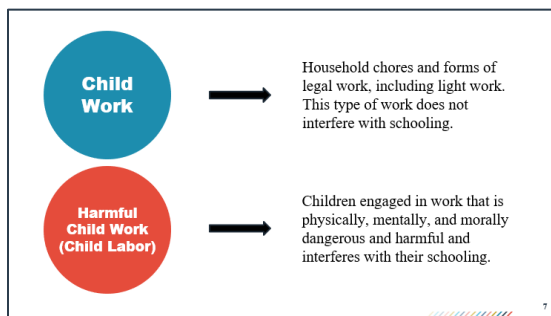 Child
Work
Household chores and forms of
legal work, including light work.
This type of work does not
interfere with schooling.
Harmful
Child Work
(Child Labor)
Children engaged in work that is
physically, mentally, and morally
dangerous and harmful and
interferes with their schooling.
7